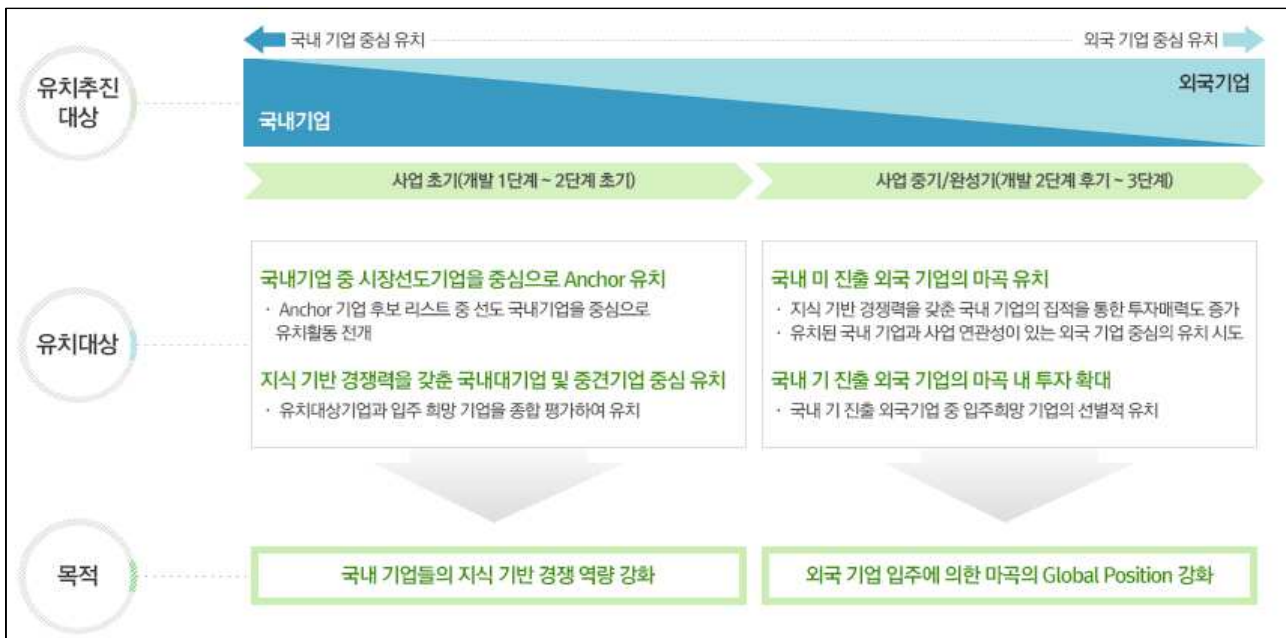 국내 기업 중심 유치
외국 기업 중심 유치
유치추진
대상
외국기업
국내기업
사업 초기(개발 1단계 ~ 2단계 초기)
사업 중기/완성기(개발 2단계 후기 ~ 3단계)
유치대상
국내기업 중 시장선도기업을 중심으로 Anchor 유치
· Anchor 기업 후보 리스트 중 선도 국내기업을 중심으로
유치활동 전개
지식 기반 경쟁력을 갖춘 국내대기업 및 중견기업 중심 유치
· 유치대상기업과 입주 희망 기업을 종합 평가하여 유치
국내 미 진출 외국 기업의 마곡 유치
· 지식 기반 경쟁력을 갖춘 국내 기업의 집적을 통한 투자매력도 증가
· 유치된 국내 기업과 사업 연관성이 있는 외국 기업 중심의 유치 시도
국내 기 진출 외국 기업의 마곡 내 투자 확대
· 국내 기 진출 외국기업 중 입주희망 기업의 선별적 유치
목적
국내 기업들의 지식 기반 경쟁 역량 강화
외국 기업 입주에 의한 마곡의 Global Position 강화